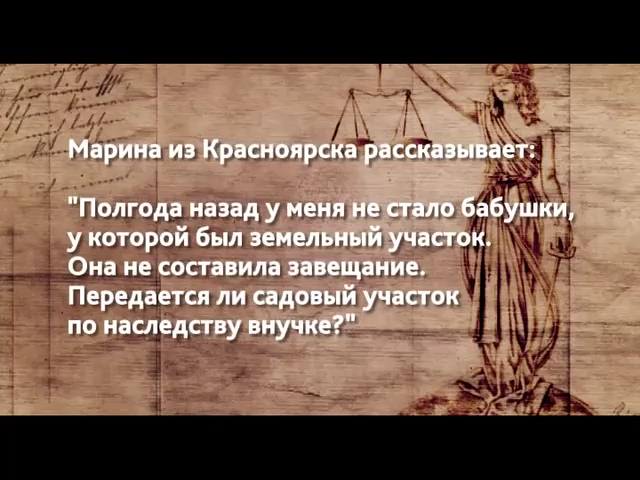 Марина из Красноярска рассказывает:
"Полгода назад у меня не стало бабушки,
у которой был земельный участок.
Она не составила завещание.
Передается ли садовый участок
по наследству внучке?"